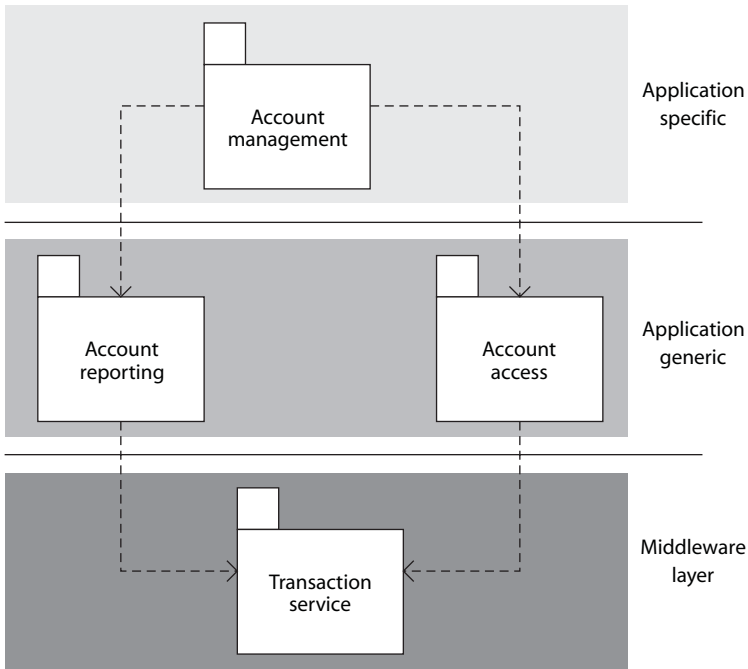 Account
management
Application
specific
Account
reporting
Account
access
Application
generic
Transaction
service
Middleware
layer